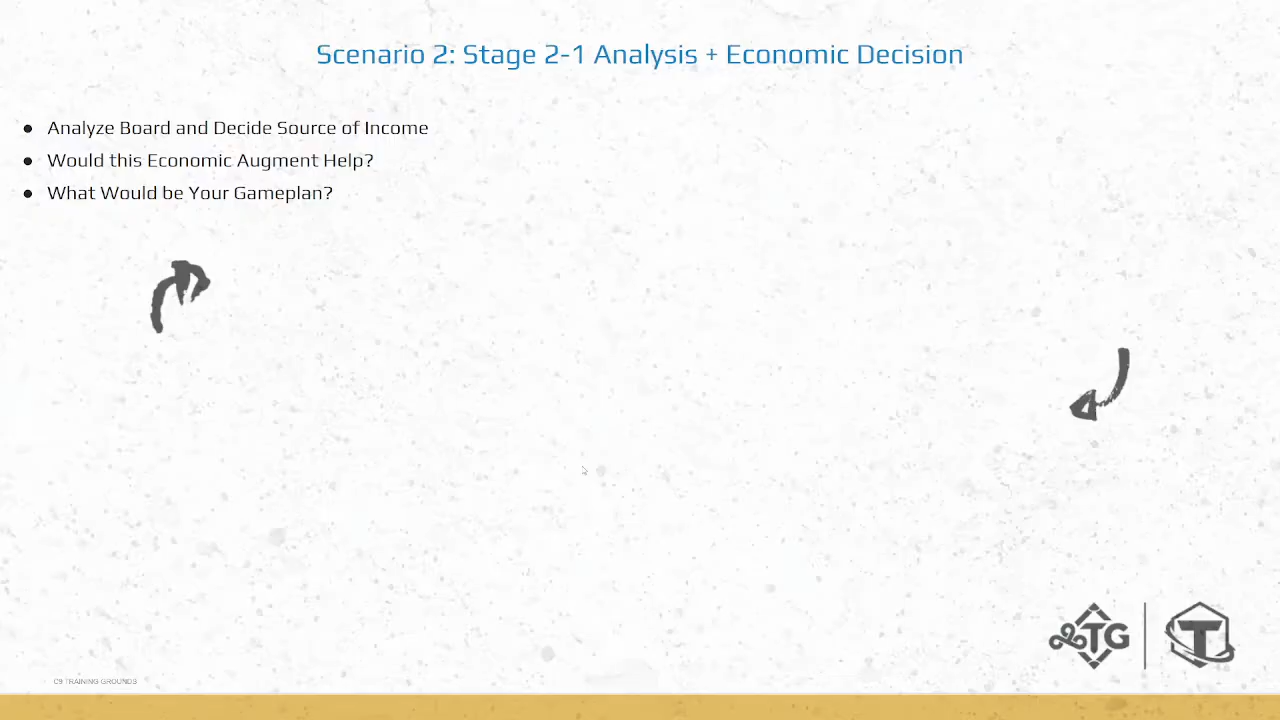 Scenario 2: Stage 2-1 Analysis + Economic Decision
● Analyze Board and Decide Source of Income
● Would this Economic Augment Help?
● What Would be Your Gameplan?
TG
T
C9 TRAINING GROUNDS